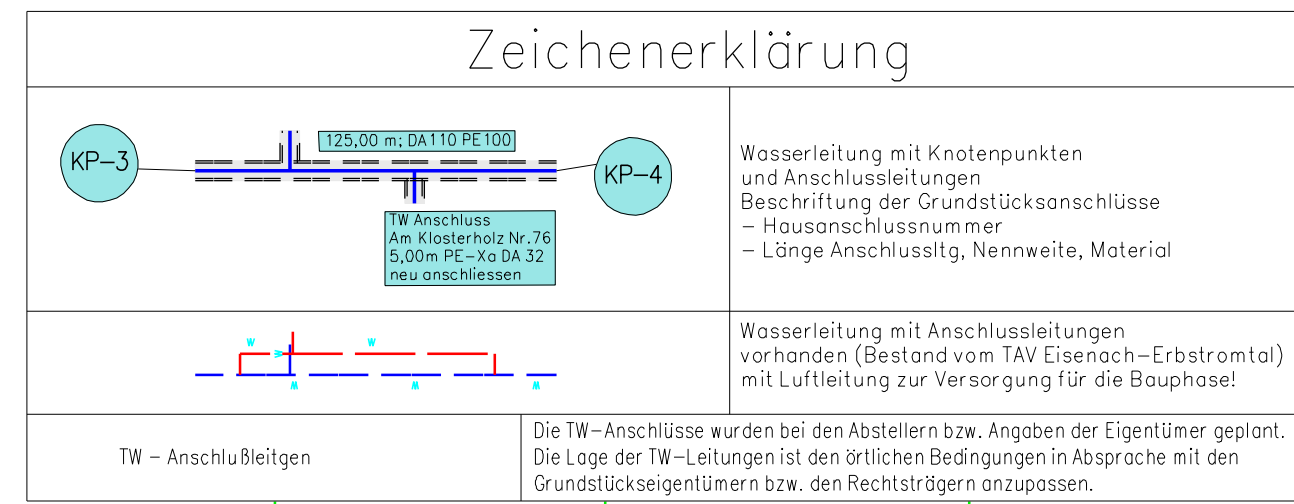 Zeichenerklärung
KP-3
125,00 m; DA110 PE100
KP-4
TW Anschluss
Am Klosterholz Nr.76
5,00m PE-Xa DA 32
neu anschliessen
Wasserleitung mit Knotenpunkten
und Anschlussleitungen
Beschriftung der Grundstücksanschlüsse
- Hausanschlussnummer
- Länge Anschlussltg, Nennweite, Material
W W
W
W W W
Wasserleitung mit Anschlussleitungen
vorhanden (Bestand vom TAV Eisenach-Erbstromtal)
mit Luftleitung zur Versorgung für die Bauphase!
TW - Anschlußleitgen
Die TW-Anschlüsse wurden bei den Abstellern bzw. Angaben der Eigentümer geplant.
Die Lage der TW-Leitungen ist den örtlichen Bedingungen in Absprache mit den
Grundstückseigentümern bzw. den Rechtsträgern anzupassen.